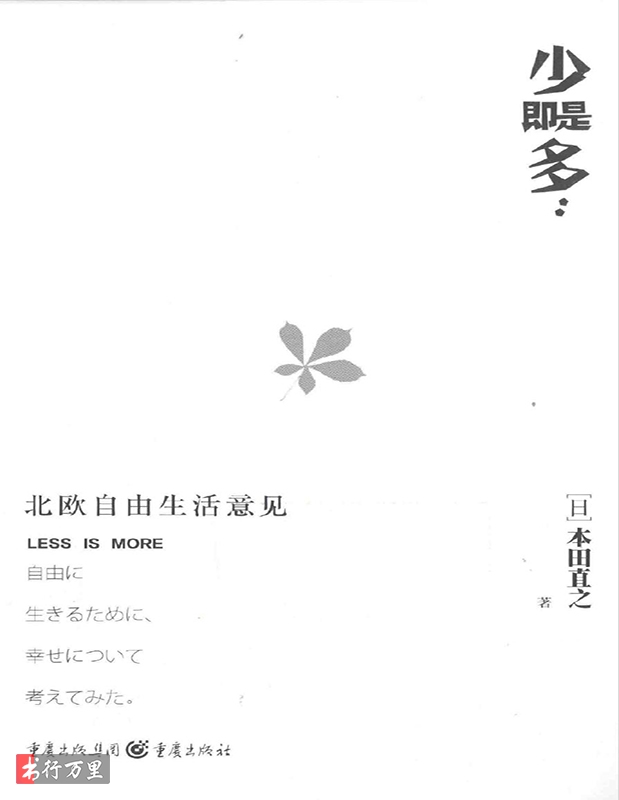 少
即是
多：
北欧自由生活意见
LESS IS MORE
自由に
生きるために、
幸せについて
考えてみた。
[日]本田直之
著
重庆出版集团 重庆出版社
书行万里